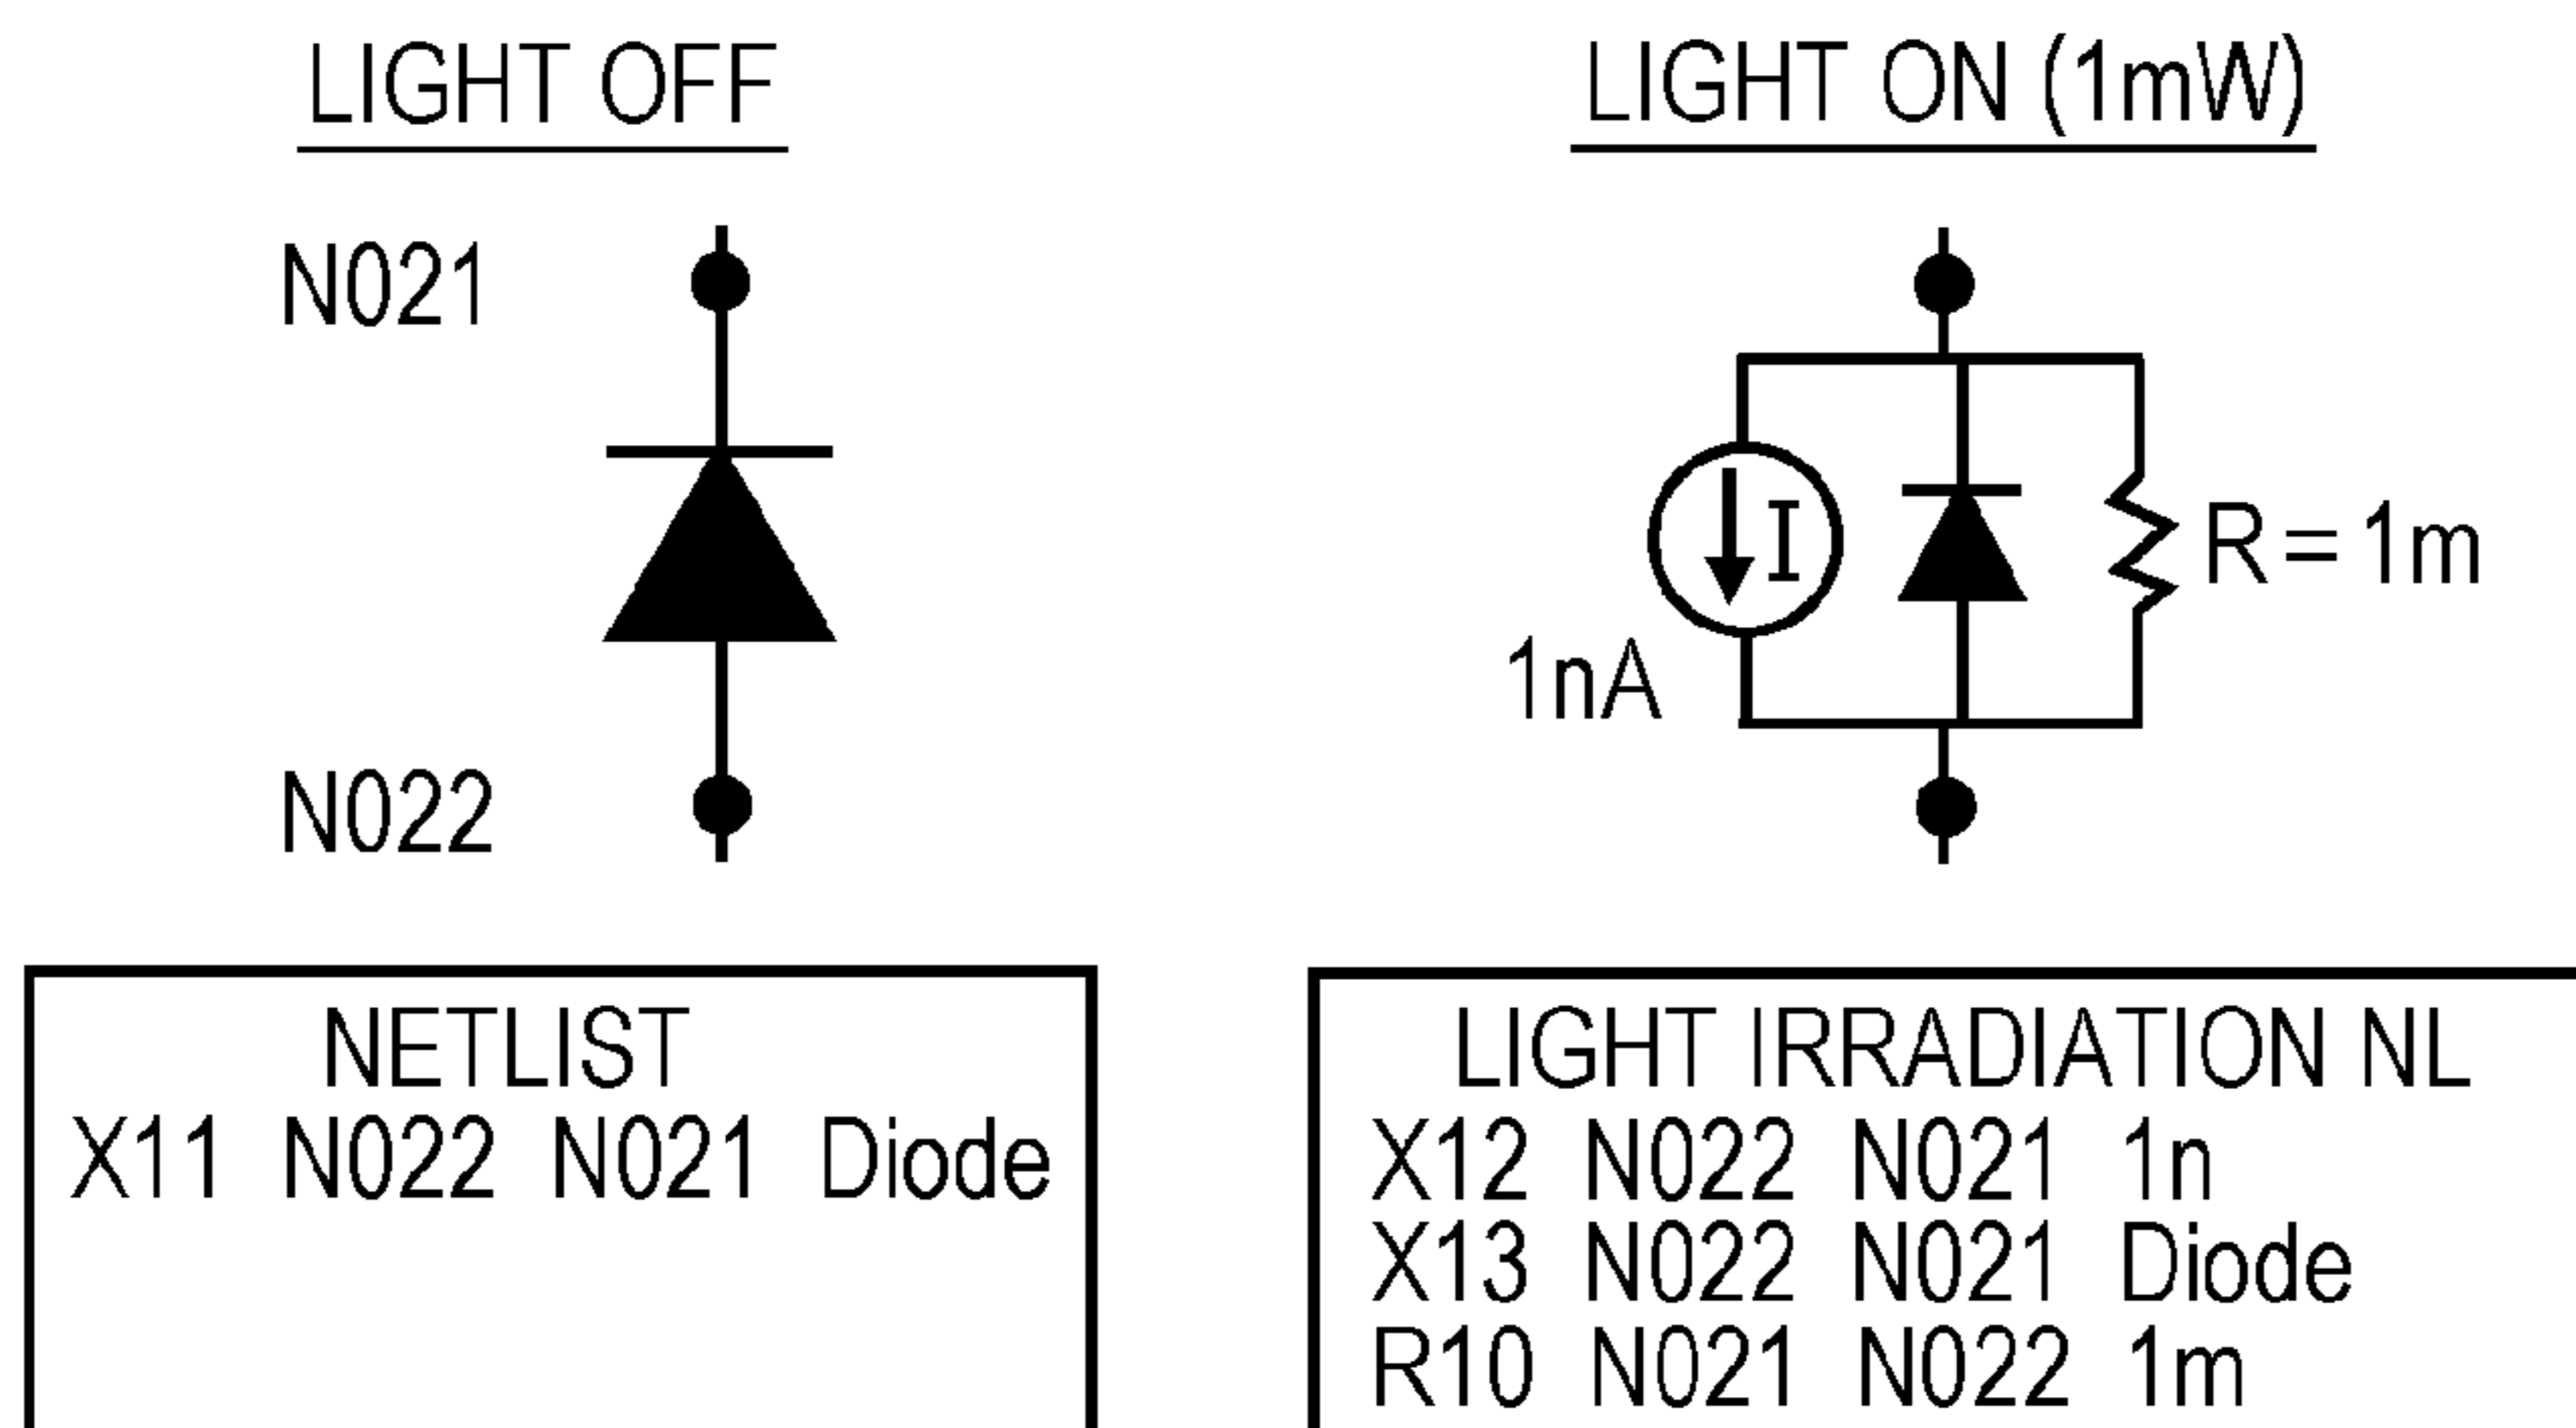 LIGHT OFF
N021
N022
LIGHT ON (1mW)
I
1nA
R = 1m
NETLIST
X11 N022 N021 Diode
LIGHT IRRADIATION NL
X12 N022 N021 1n
X13 N022 N021 Diode
R10 N021 N022 1m